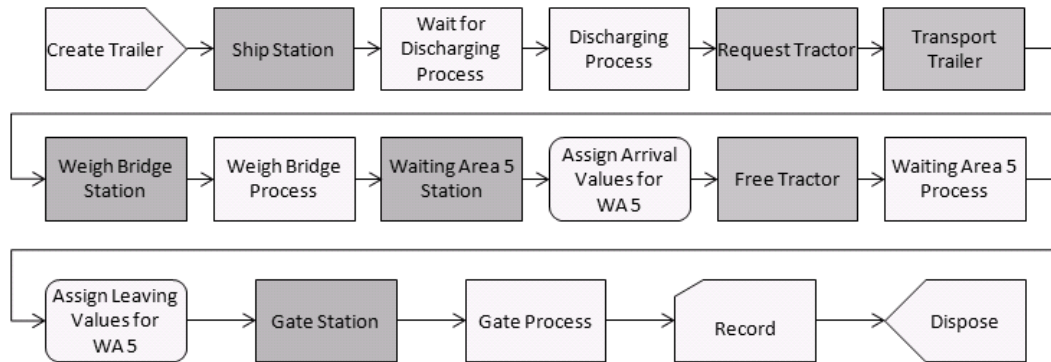 Create Trailer
Ship Station
Wait for
Discharging
Process
Discharging
Process
Request Tractor
Transport
Trailer
Weigh Bridge
Station
Weigh Bridge
Process
Waiting Area 5
Station
Assign Arrival
Values for
WA 5
Free Tractor
Waiting Area 5
Process
Assign Leaving
Values for
WA 5
Gate Station
Gate Process
Record
Dispose